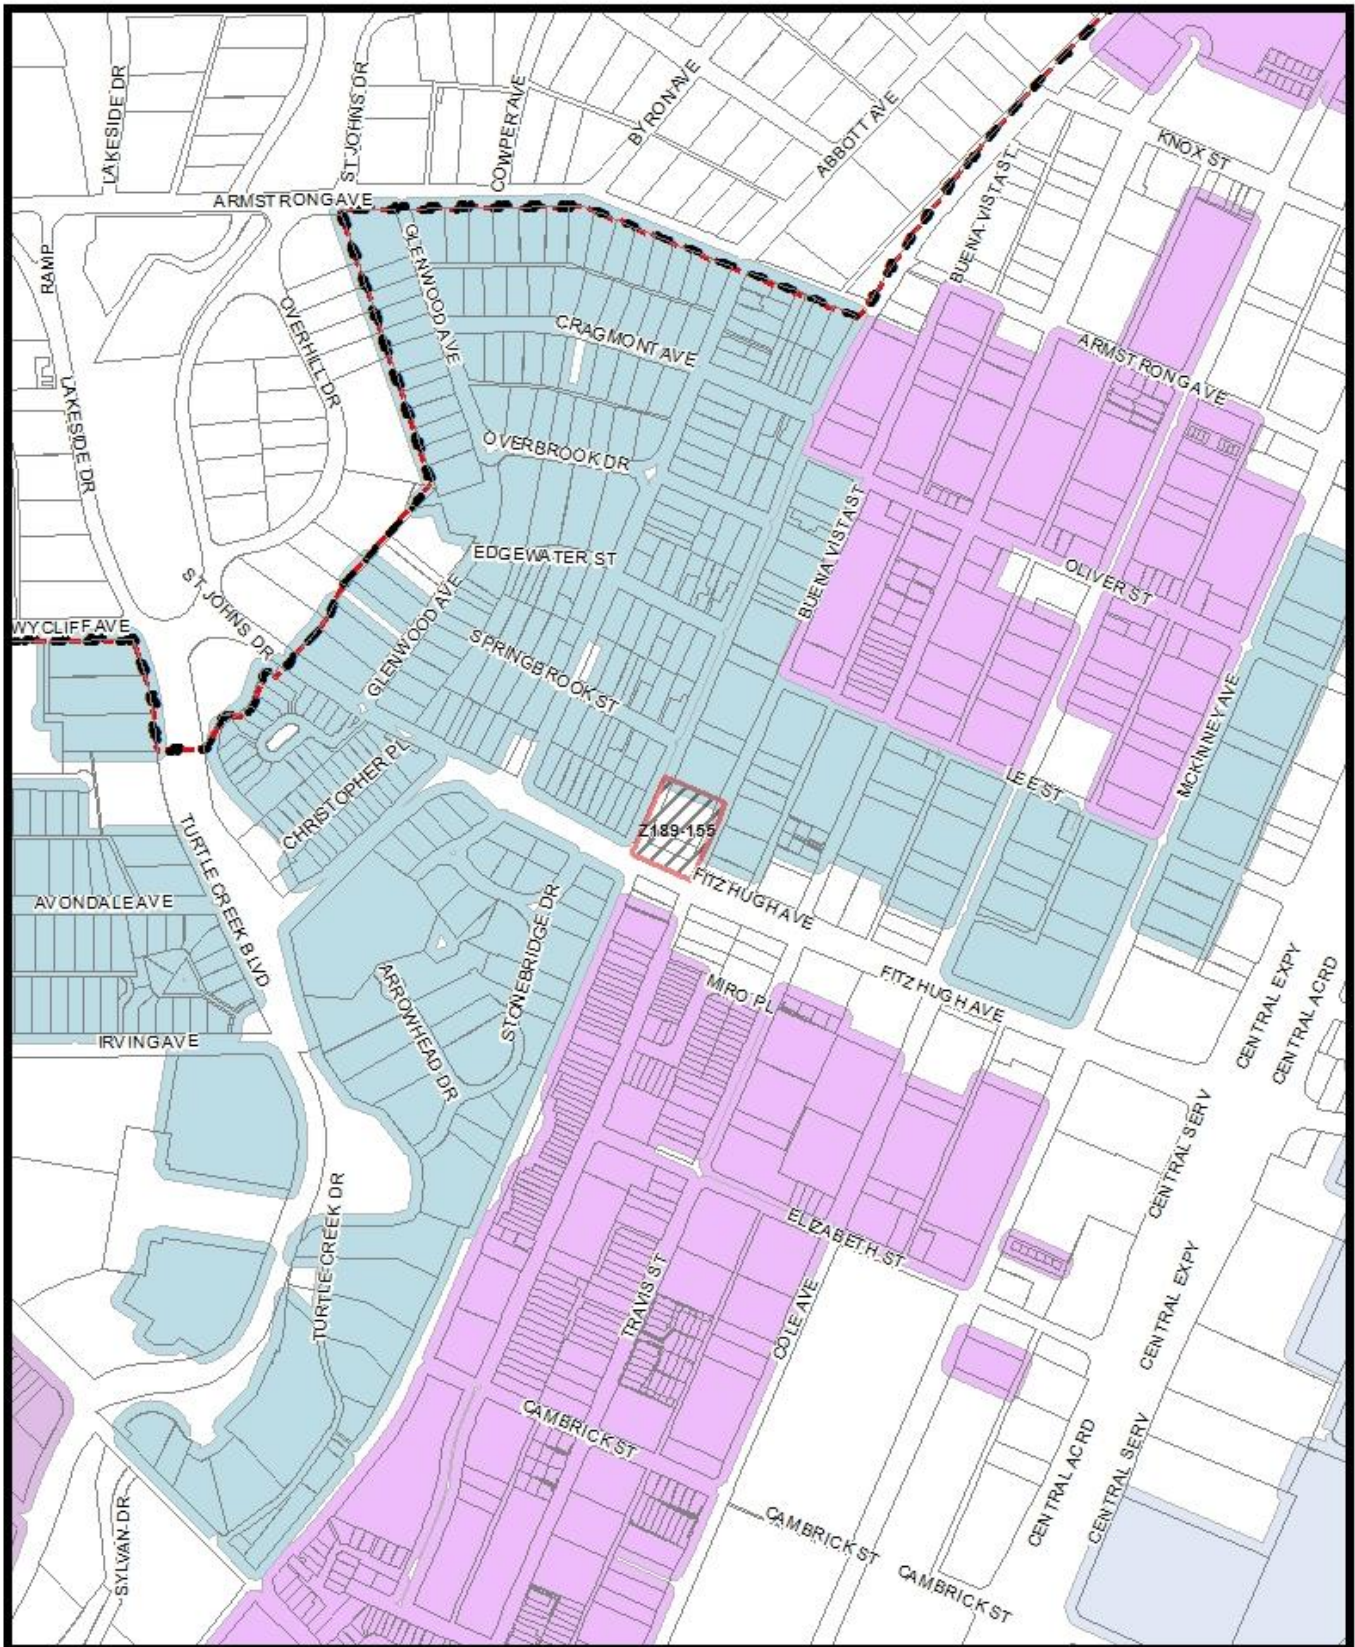 LAKESIDE DR
ST JOHNS DR
COWPER AVE
BYRON AVE
ABBOTT AVE
KNOX ST
ARMSTRONG AVE
BUENA VISTA ST
RAMP
GLENWOOD AVE
OVERHILL DR
CRAGMONT AVE
ARMSTRONG AVE
LAKESIDE DR
OVERBROOK DR
BUENA VISTA ST
EDGEWATER ST
OLIVER ST
ST JOHNS DR
WYCLIFF AVE
GLENWOOD AVE
SPRINGBROOK ST
MCKINNEY AVE
CHRISTOPHER PL
LEE ST
TURTLE CREEK BLVD
Z189-155
FITZHUGH AVE
AVONDALE AVE
STONEBRIDGE DR
ARROWHEAD DR
MIRO PL
FITZHUGH AVE
CENTRAL EXPY
CENTRAL ACRD
IRVING AVE
CENTRAL SERV
TURTLE CREEK DR
ELIZABETH ST
TRAVIS ST
COLE AVE
CENTRAL EXPY
CAMBRICK ST
CENTRAL ACRD
CENTRAL SERV
SYLVAN DR
CAMBRICK ST
CAMBRICK ST